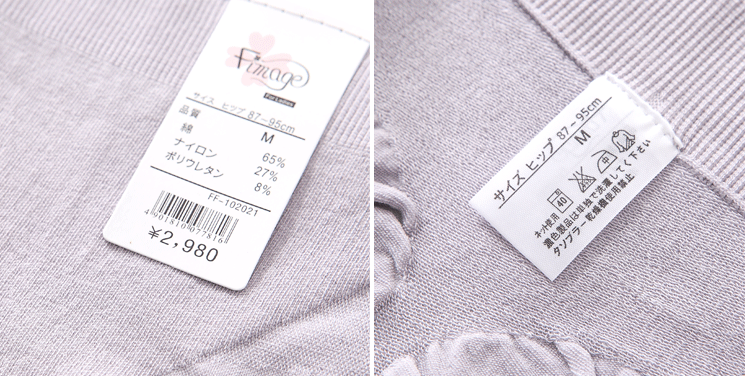 Fimage
For Ladies
サイズ ヒップ 87-95cm
品質 M
綿 65%
ナイロン 27%
ポリウレタン 8%
FF-102021
4901810077816
¥2,980
サイズ ヒップ 87-95cm
M
40
中
ネット使用
濃色製品は単独で洗濯して下さい
タンブラー乾燥機使用禁止